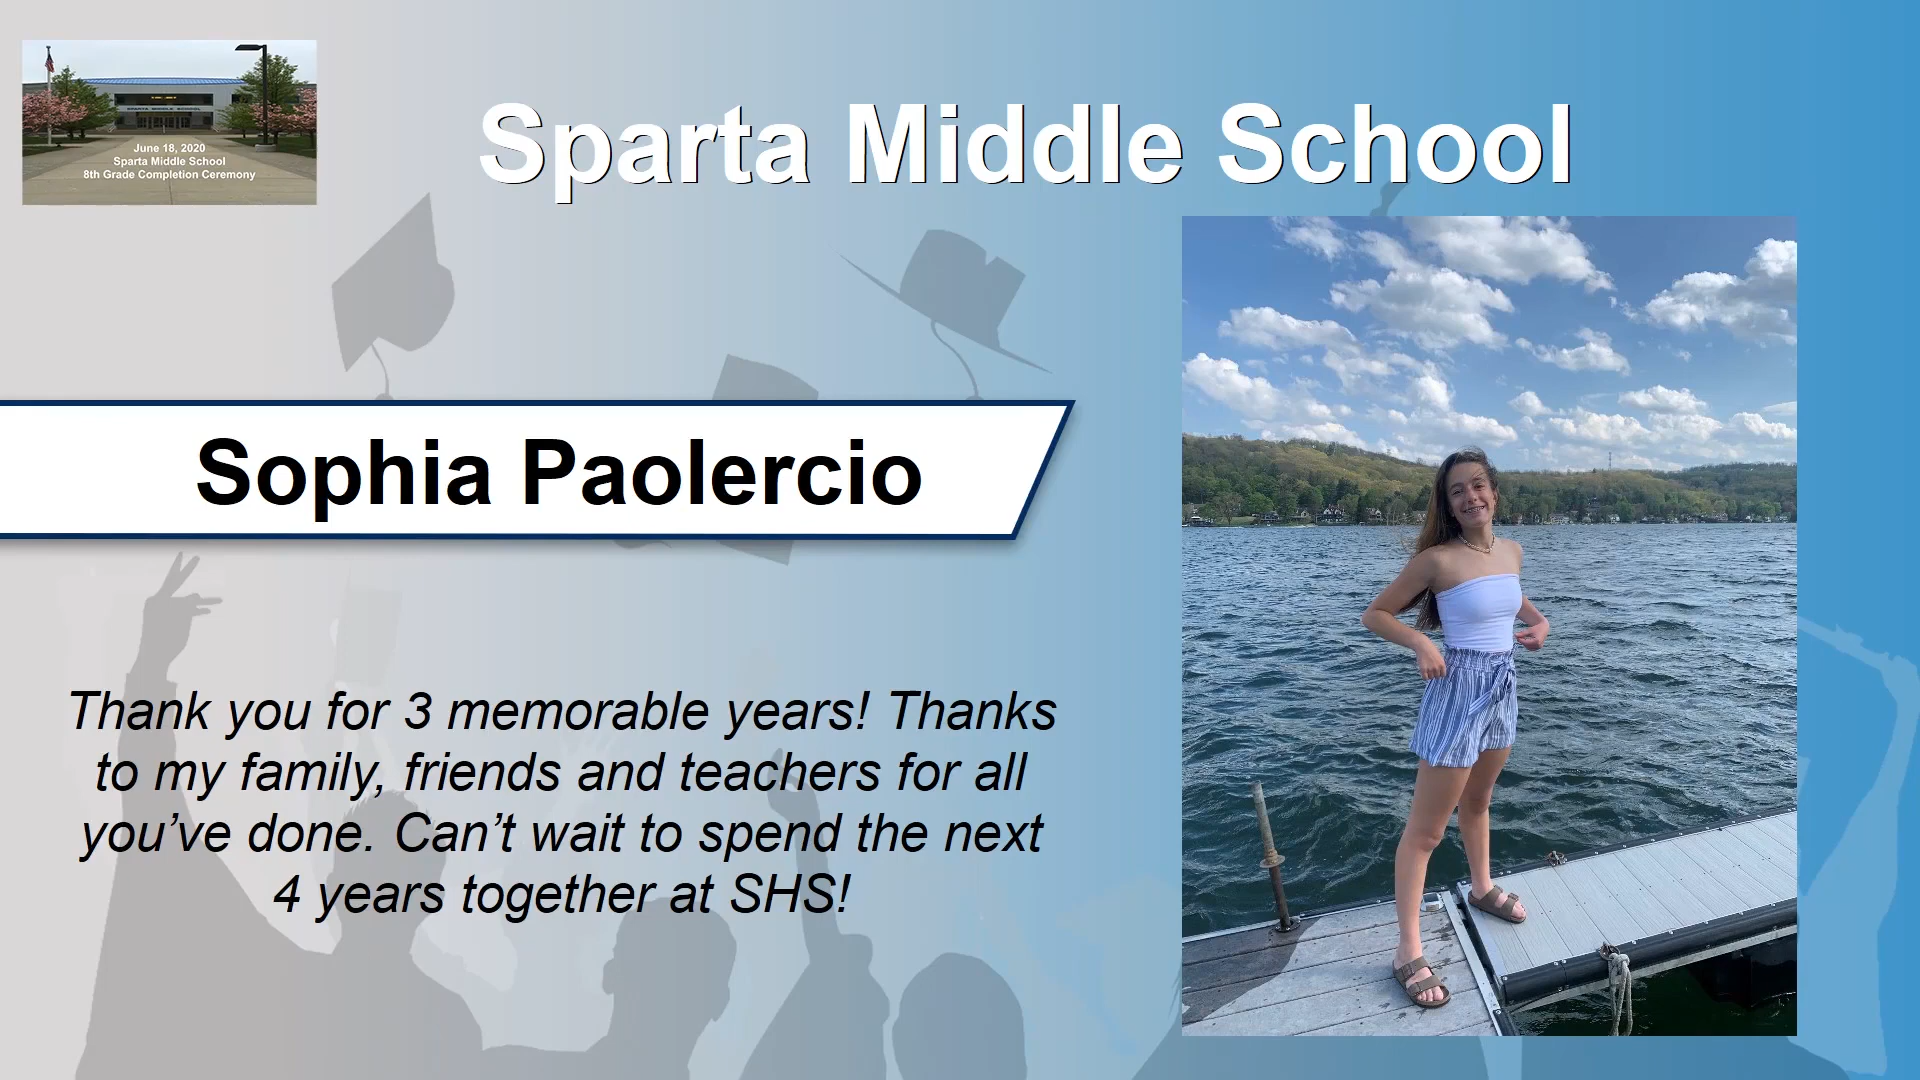 June 18, 2020
Sparta Middle School
8th Grade Completion Ceremony
Sparta Middle School
Sophia Paolercio
Thank you for 3 memorable years! Thanks
to my family, friends and teachers for all
you’ve done. Can’t wait to spend the next
4 years together at SHS!